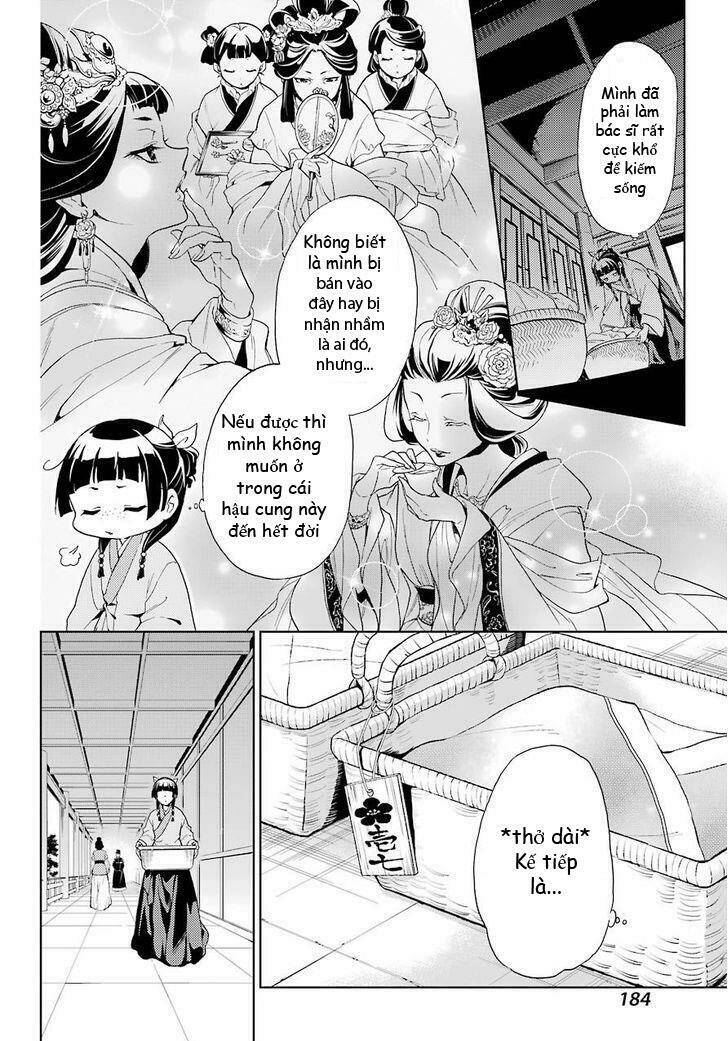 Mình đã
phải làm
bác sĩ rất
cực khổ
để kiếm
sống
Không biết
là mình bị
bán vào
đây hay bị
nhận nhầm
là ai đó,
nhưng...
Nếu được thì
mình không
muốn ở
trong cái
hậu cung này
đến hết đời
壱
七
*thở dài*
Kế tiếp
là...
184